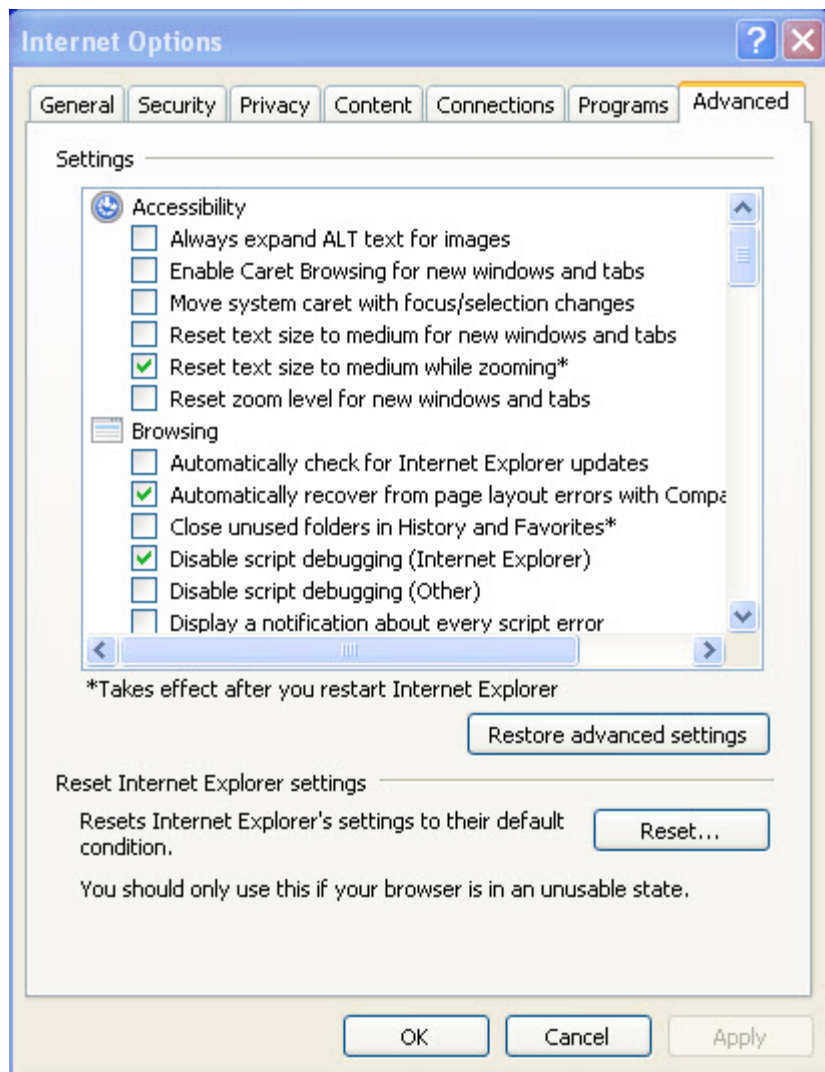 Internet Options
General Security Privacy Content Connections Programs Advanced
Settings
Accessibility
Always expand ALT text for images
Enable Caret Browsing for new windows and tabs
Move system caret with focus/selection changes
Reset text size to medium for new windows and tabs
Reset text size to medium while zooming*
Reset zoom level for new windows and tabs
Browsing
Automatically check for Internet Explorer updates
Automatically recover from page layout errors with Compa
Close unused folders in History and Favorites*
Disable script debugging (Internet Explorer)
Disable script debugging (Other)
Display a notification about every script error
*Takes effect after you restart Internet Explorer
Restore advanced settings
Reset Internet Explorer settings
Resets Internet Explorer's settings to their default
condition.
Reset...
You should only use this if your browser is in an unusable state.
OK Cancel Apply